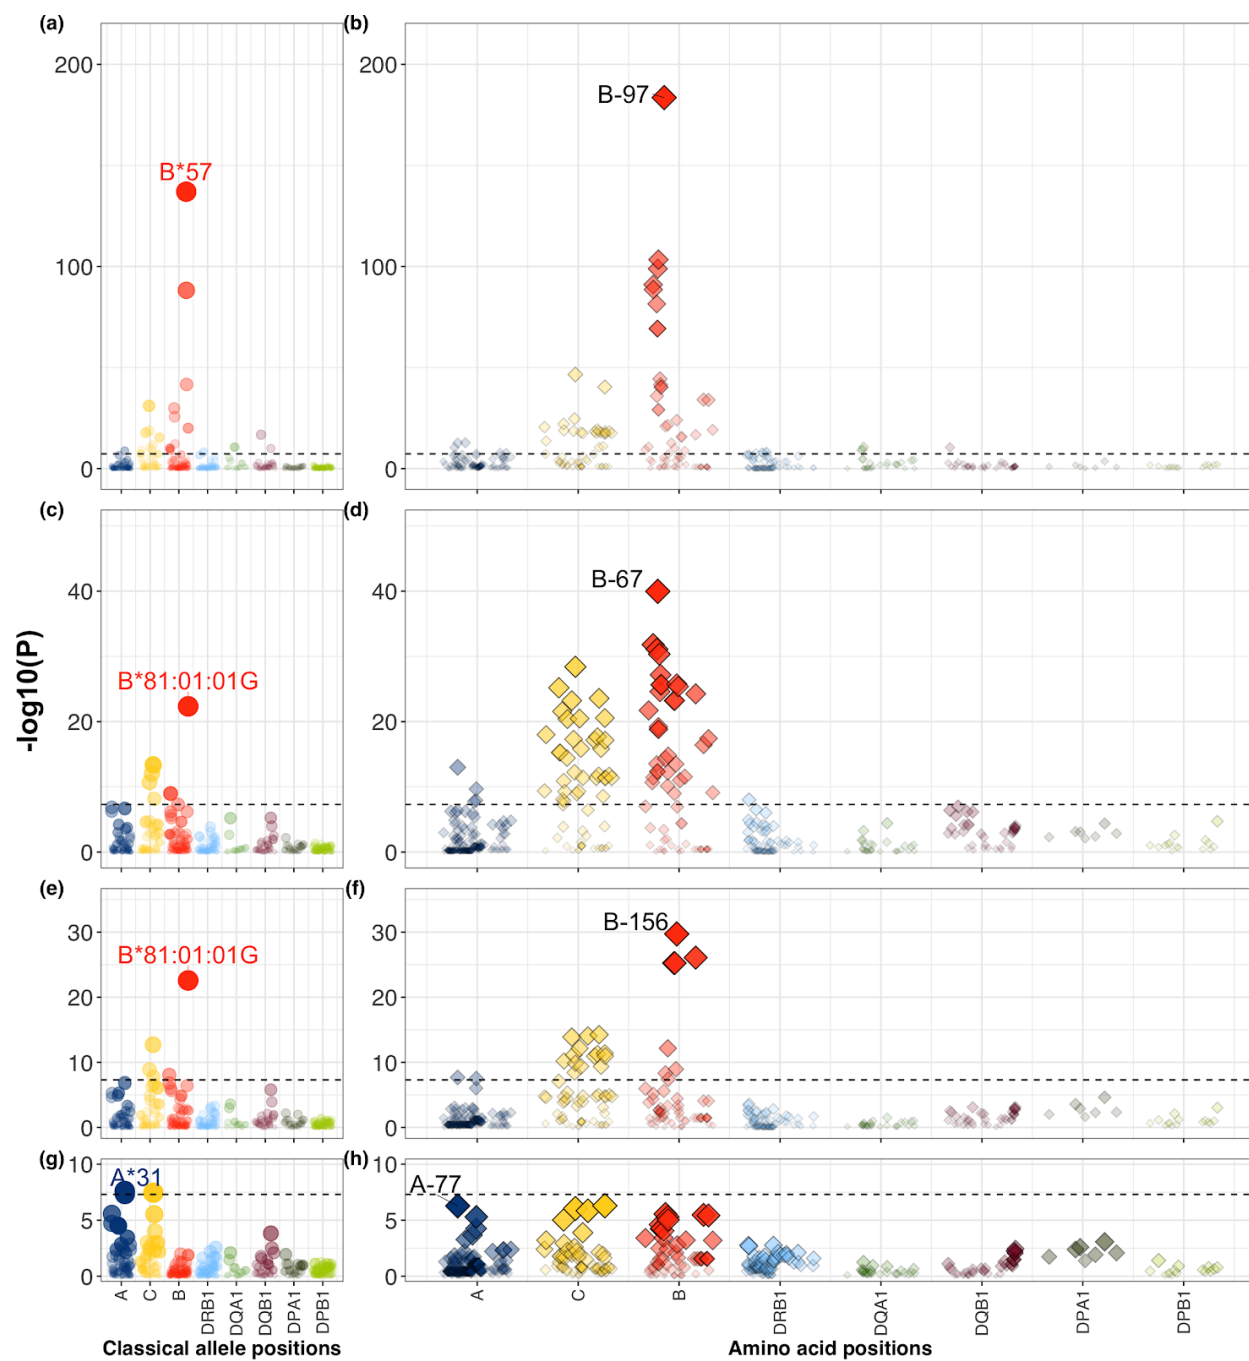 (a)
(b)
200
200
B-97
B*57
100
100
0
0
(c)
(d)
40
40
B-67
B*81:01:01G
20
20
0
0
-log10(P)
(e)
(f)
30
30
B-156
B*81:01:01G
20
20
10
10
0
0
(g)
(h)
10
10
A*31
A-77
5
5
0
0
A C B DRB1 DQA1 DQB1 DPA1 DPB1
A C B DRB1 DQA1 DQB1 DPA1 DPB1
Classical allele positions
Amino acid positions